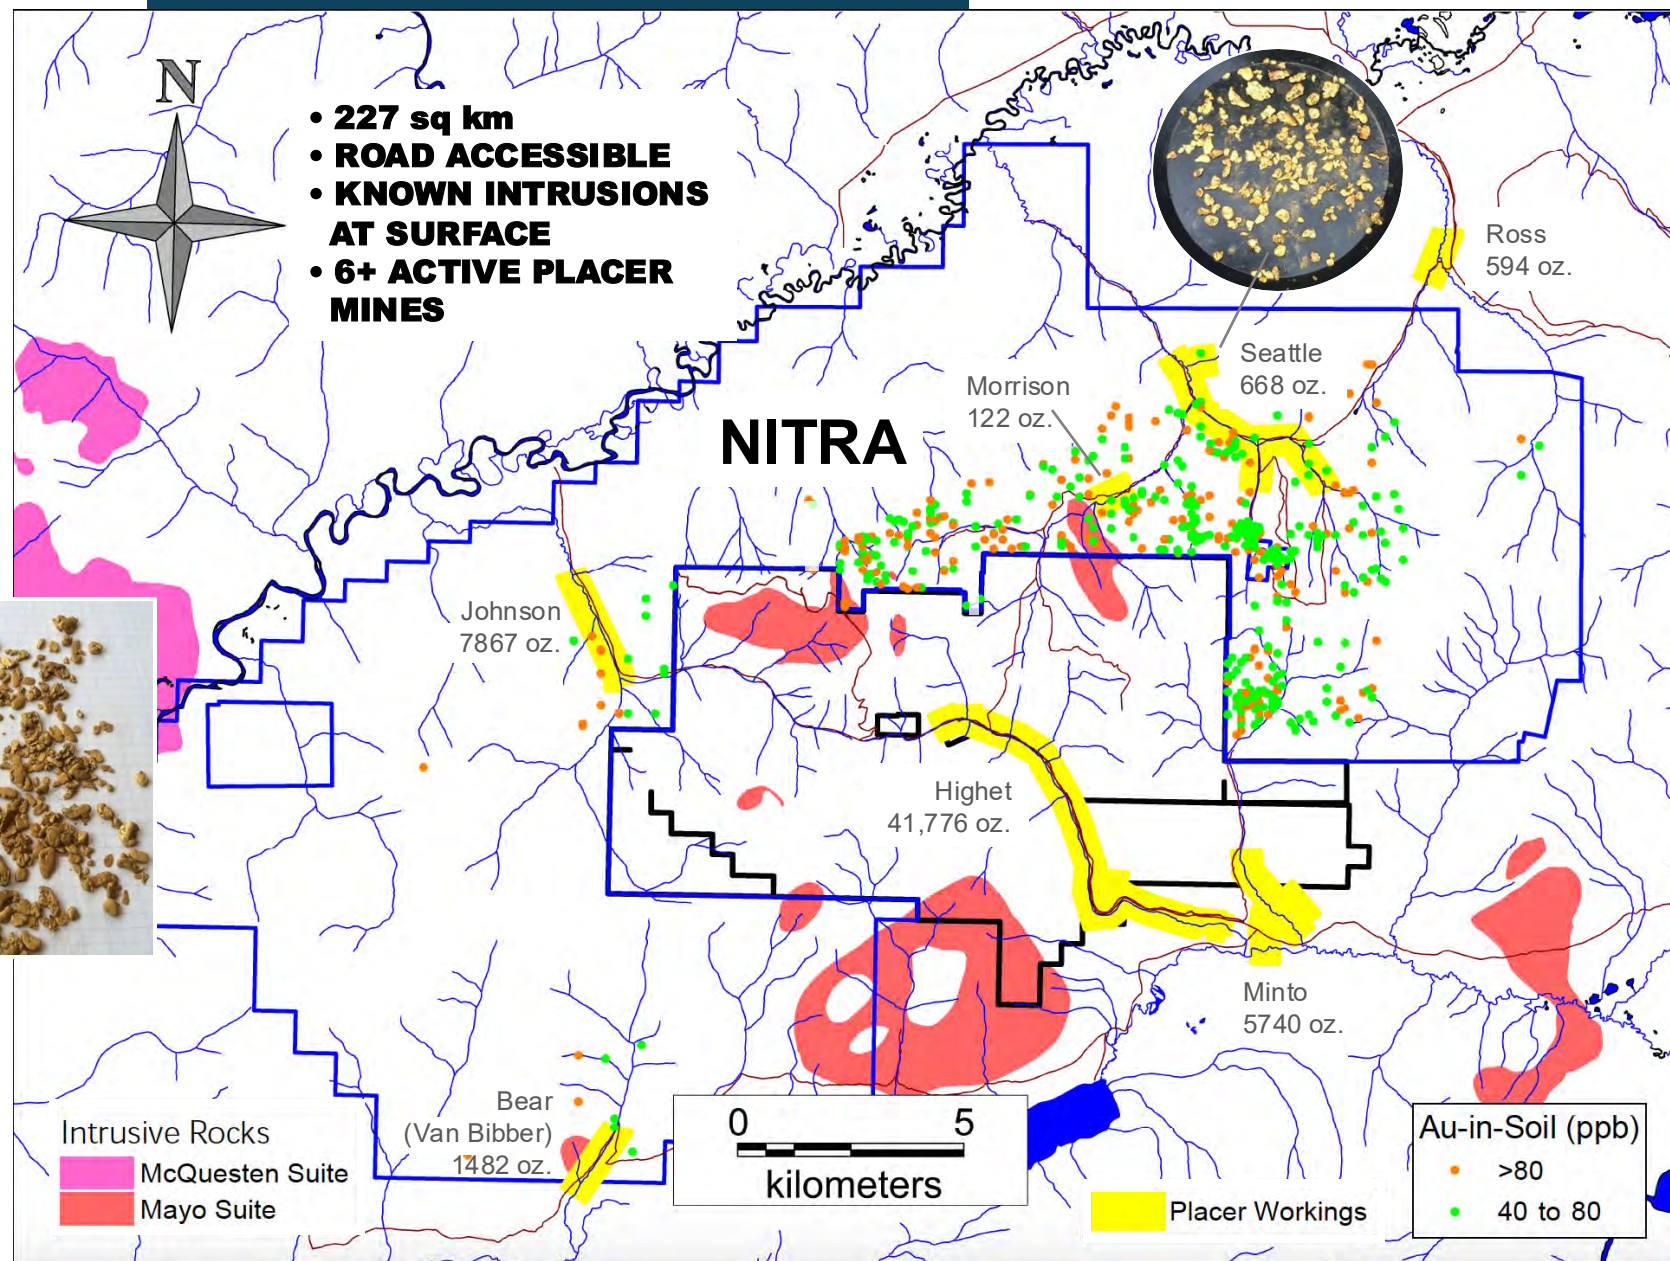 N
• 227 sq km
• ROAD ACCESSIBLE
• KNOWN INTRUSIONS
AT SURFACE
• 6+ ACTIVE PLACER
MINES
Ross
594 oz.
Seattle
668 oz.
Morrison
122 oz.
NITRA
Johnson
7867 oz.
Highet
41,776 oz.
Minto
5740 oz.
Bear
(Van Bibber)
1482 oz.
Intrusive Rocks
McQuesten Suite
Mayo Suite
0 5
kilometers
Placer Workings
Au-in-Soil (ppb)
>80
40 to 80